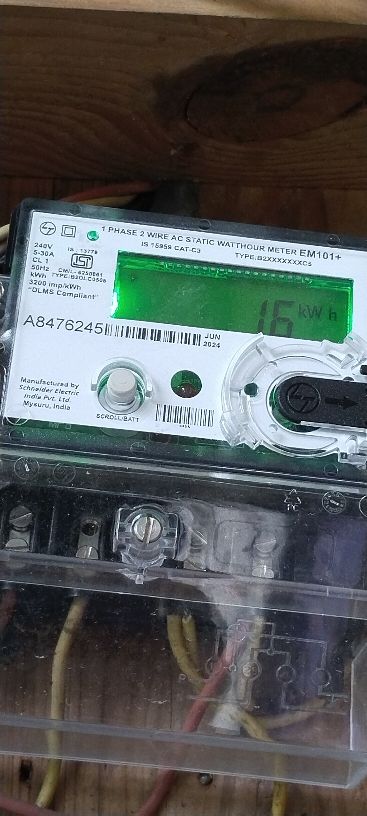 1 PHASE 2 WIRE AC STATIC WATTHOUR METER EM101+
IS 15959 CAT-C3 TYPE:B2XXXXXXXC5
240V
5-30A
CL 1
50Hz
kWh
3200 imp/kWh
"DLMS Compliant"
IS : 13779
16 kWh
A8476245
JUN
2024
Manufactured by
Schneider Electric
India Pvt. Ltd.
Mysuru, India
SCROLL/BATT
PC